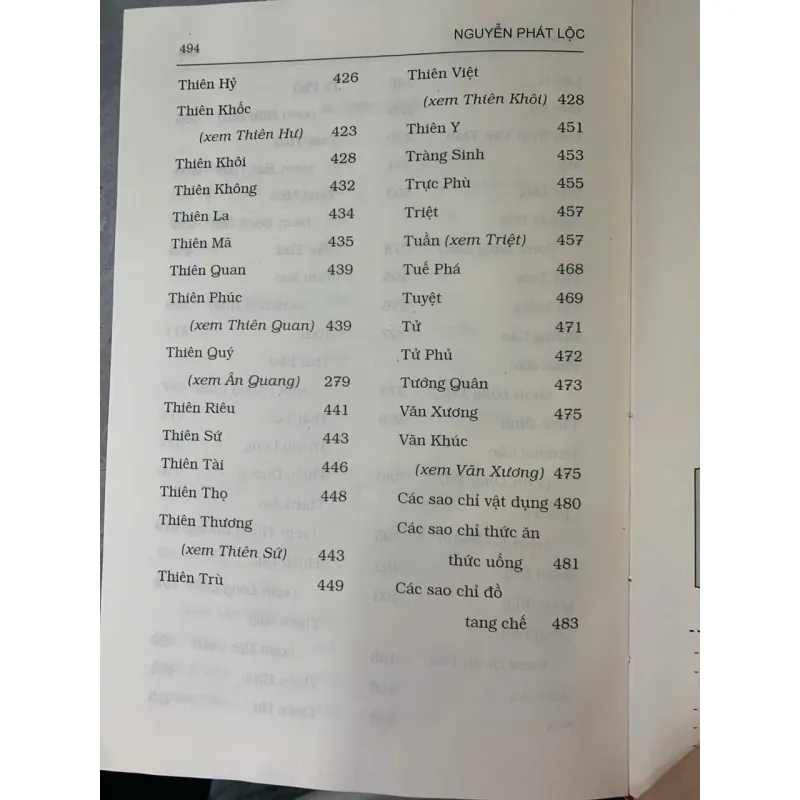 494
NGUYỄN PHÁT LỘC
Thiên Hỷ 426
Thiên Khốc
(xem Thiên Hư) 423
Thiên Khôi 428
Thiên Không 432
Thiên La 434
Thiên Mã 435
Thiên Quan 439
Thiên Phúc
(xem Thiên Quan) 439
Thiên Quý
(xem Ân Quang) 279
Thiên Riêu 441
Thiên Sứ 443
Thiên Tài 446
Thiên Thọ 448
Thiên Thương
(xem Thiên Sứ) 443
Thiên Trù 449
Thiên Việt
(xem Thiên Khôi) 428
Thiên Y 451
Tràng Sinh 453
Trực Phù 455
Triệt 457
Tuần (xem Triệt) 457
Tuế Phá 468
Tuyệt 469
Tử 471
Tử Phủ 472
Tướng Quân 473
Văn Xương 475
Văn Khúc
(xem Văn Xương) 475
Các sao chỉ vật dụng 480
Các sao chỉ thức ăn
thức uống 481
Các sao chỉ đồ
tang chế 483